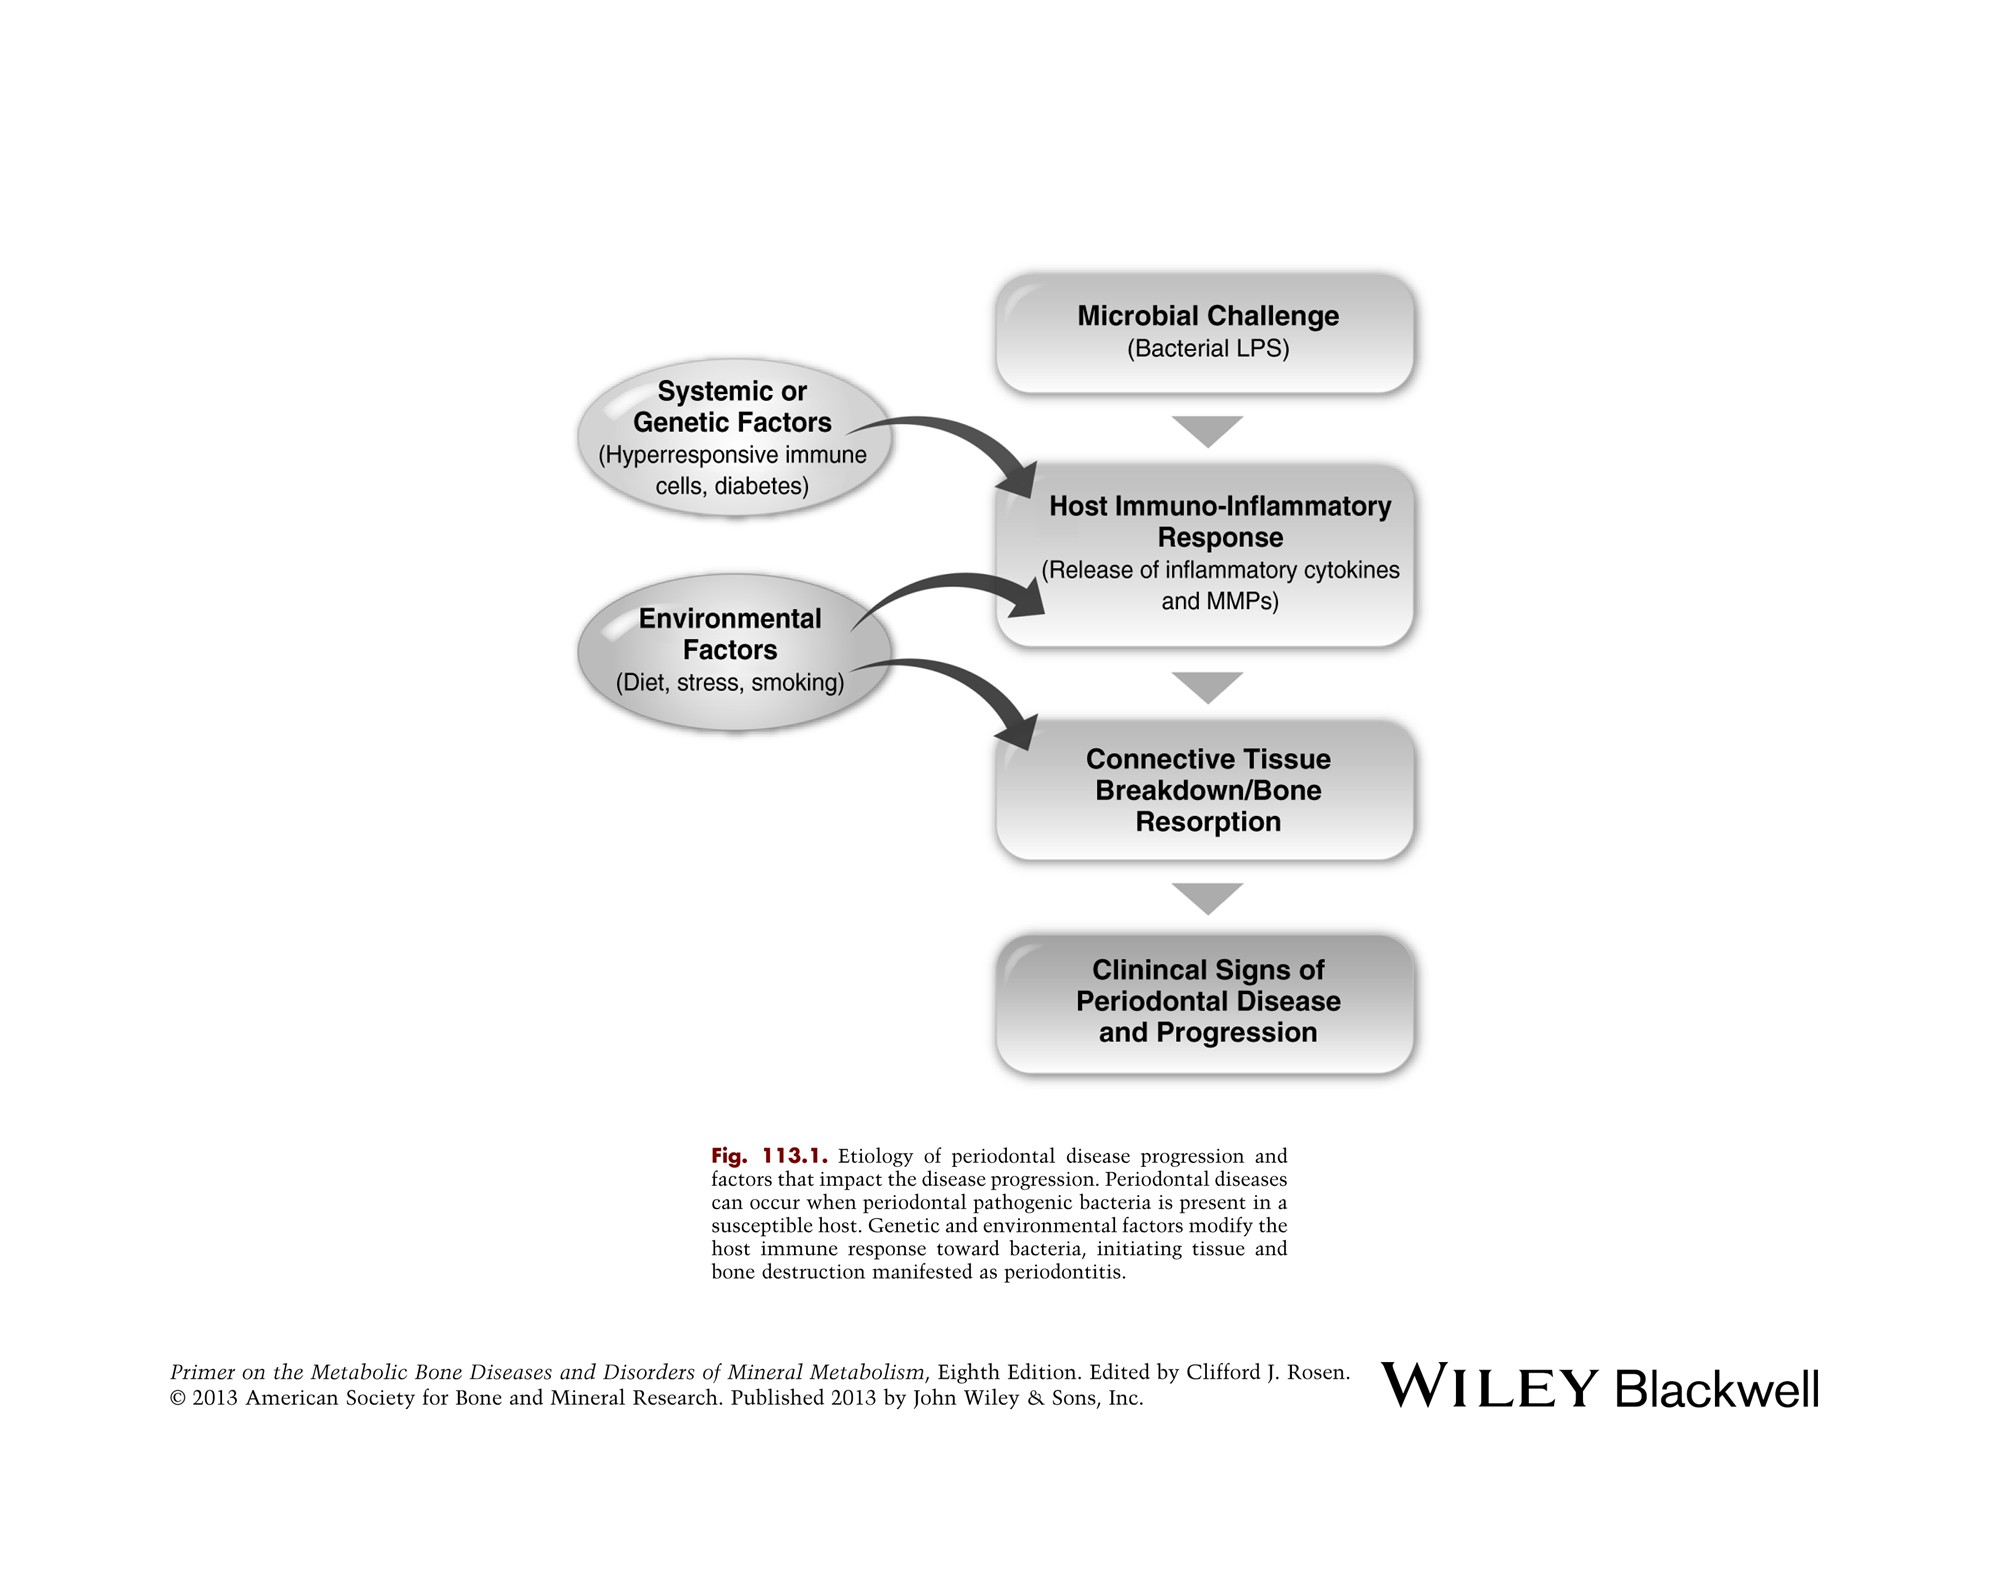 Microbial Challenge
(Bacterial LPS)
Systemic or
Genetic Factors
(Hyperresponsive immune
cells, diabetes)
Host Immuno-Inflammatory
Response
(Release of inflammatory cytokines
and MMPs)
Environmental
Factors
(Diet, stress, smoking)
Connective Tissue
Breakdown/Bone
Resorption
Clinincal Signs of
Periodontal Disease
and Progression
Fig. 113.1. Etiology of periodontal disease progression and
factors that impact the disease progression. Periodontal diseases
can occur when periodontal pathogenic bacteria is present in a
susceptible host. Genetic and environmental factors modify the
host immune response toward bacteria, initiating tissue and
bone destruction manifested as periodontitis.
Primer on the Metabolic Bone Diseases and Disorders of Mineral Metabolism, Eighth Edition. Edited by Clifford J. Rosen.
© 2013 American Society for Bone and Mineral Research. Published 2013 by John Wiley & Sons, Inc.
WILEY Blackwell